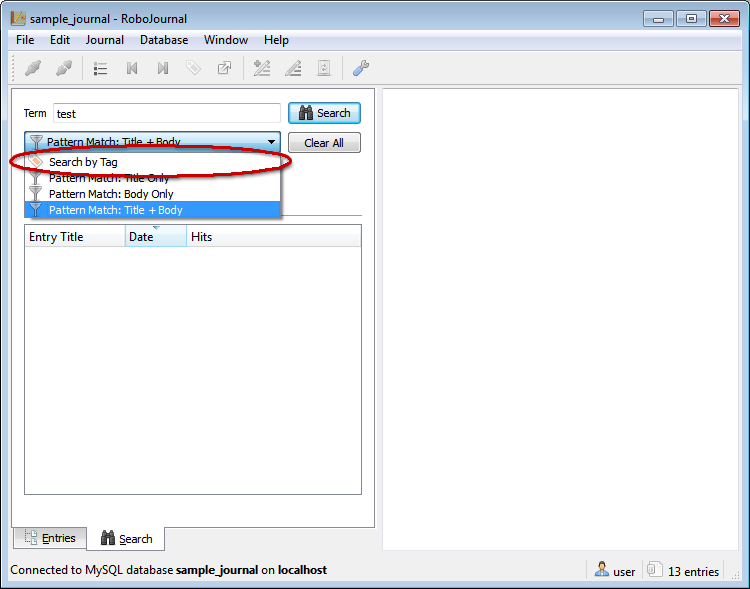 sample_journal - RoboJournal
File Edit Journal Database Window Help
Term test Search
Pattern Match: Title + Body Clear All
Search by Tag
Pattern Match: Title Only
Pattern Match: Body Only
Pattern Match: Title + Body
Entry Title Date Hits
Entries Search
Connected to MySQL database sample_journal on localhost user 13 entries